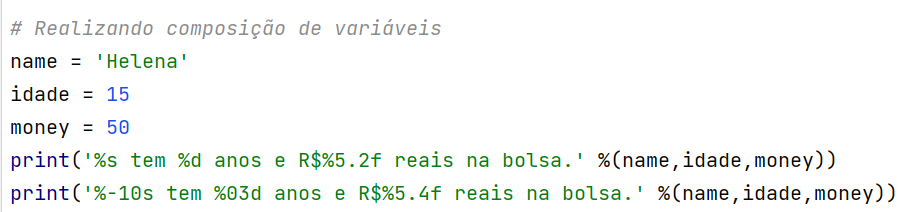 # Realizando composição de variáveis
name = 'Helena'
idade = 15
money = 50
print('%s tem %d anos e R$%5.2f reais na bolsa.' %(name,idade,money))
print('%-10s tem %03d anos e R$%5.4f reais na bolsa.' %(name,idade,money))